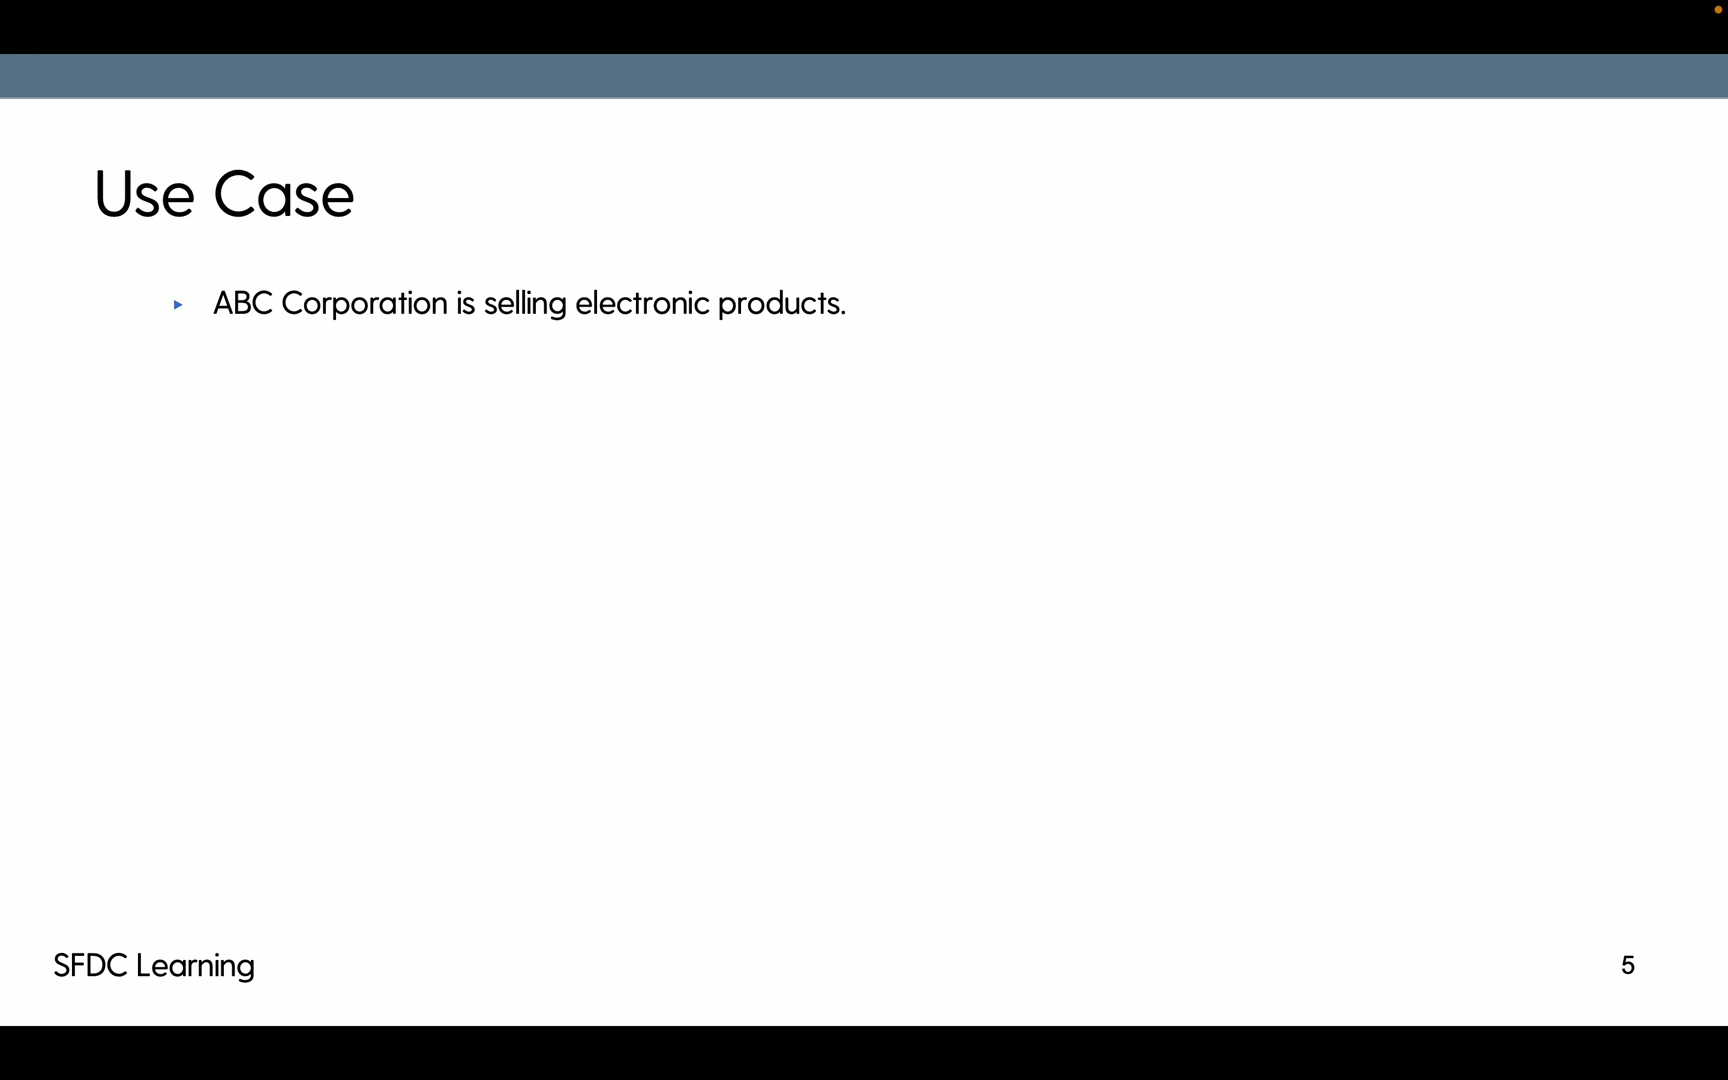 Use Case
ABC Corporation is selling electronic products.
SFDC Learning
5